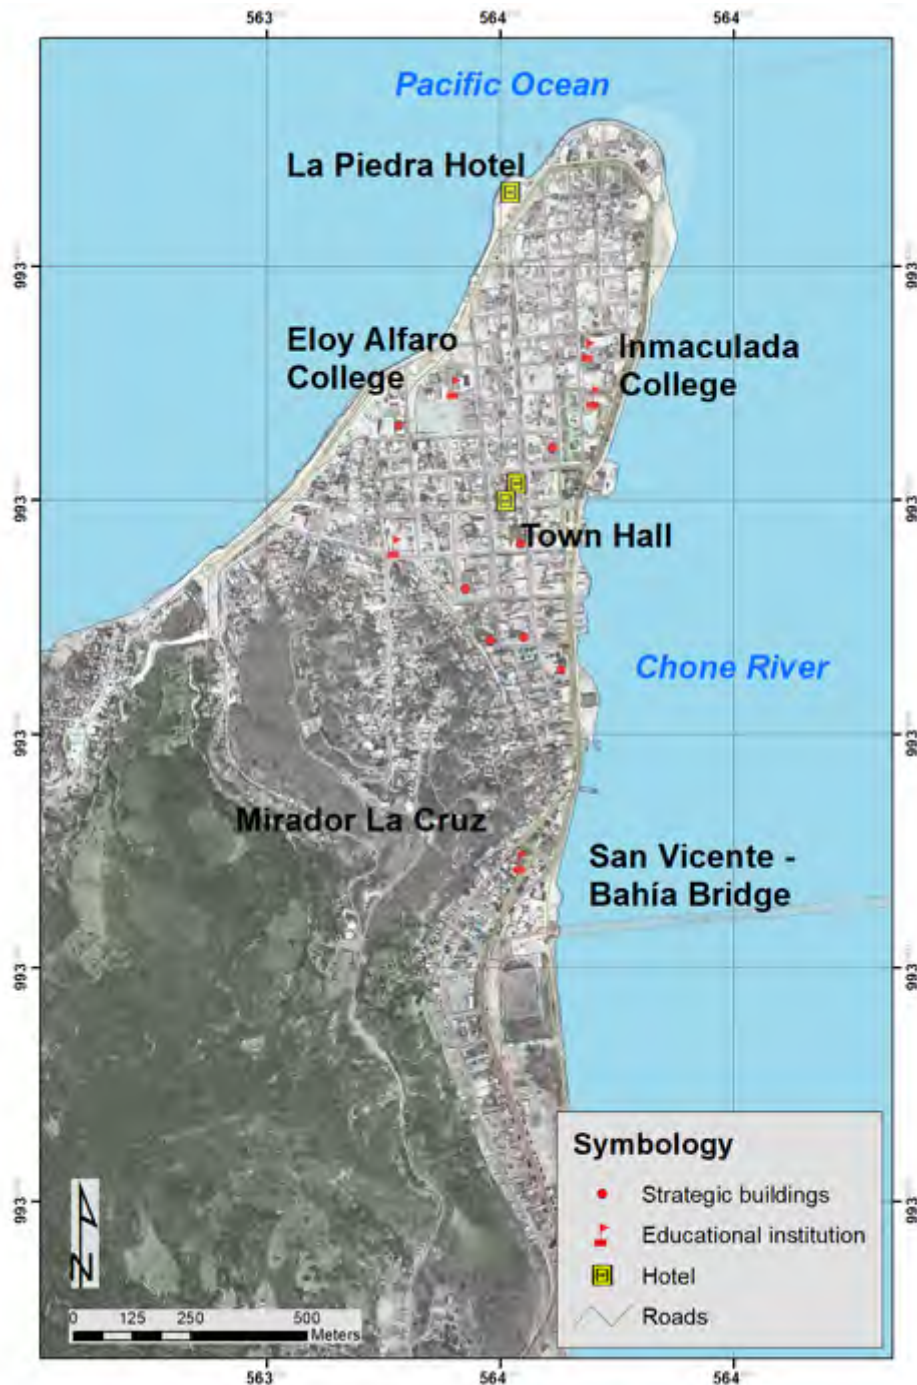 563 564 564
Pacific Ocean
La Piedra Hotel
993 993
Eloy Alfaro
College
Inmaculada
College
993 993
Town Hall
Chone River
993 993
Mirador La Cruz
San Vicente -
Bahía Bridge
993 993
Symbology
Strategic buildings
Educational institution
H Hotel
Roads
993 993
N
0 125 250 500
Meters
563 564 564